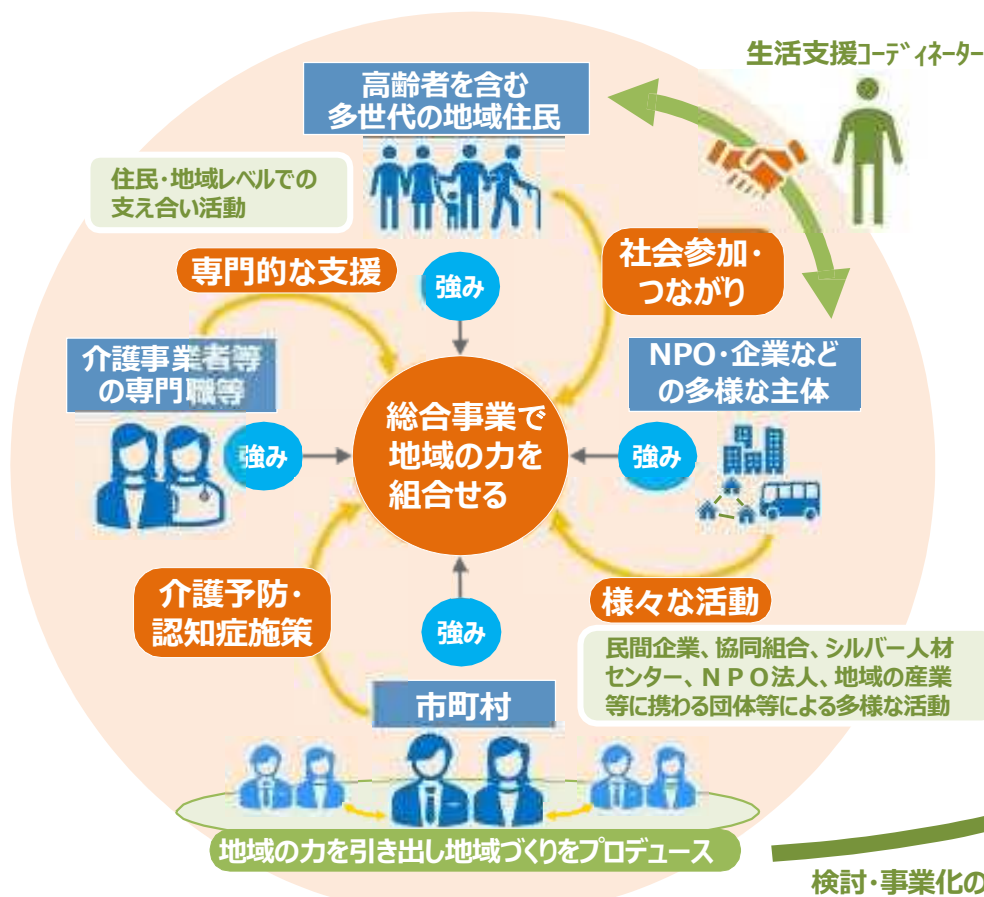 生活支援ｺｰﾃﾞｨﾈｰﾀｰ
高齢者を含む
多世代の地域住民
住民・地域レベルでの
支え合い活動
専門的な支援
強み
社会参加・
つながり
介護事業者等
の専門職等
NPO・企業など
の多様な主体
強み
総合事業で
地域の力を
組合せる
強み
介護予防・
認知症施策
強み
様々な活動
民間企業、協同組合、シルバー人材
センター、ＮＰＯ法人、地域の産業
等に携わる団体等による多様な活動
市町村
地域の力を引き出し地域づくりをプロデュース
検討・事業化の